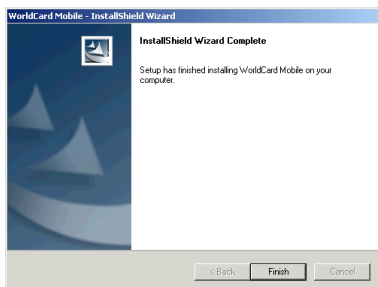 WorldCard Mobile - InstallShield Wizard
InstallShield Wizard Complete
Setup has finished installing WorldCard Mobile on your
computer.
< Back
Finish
Cancel